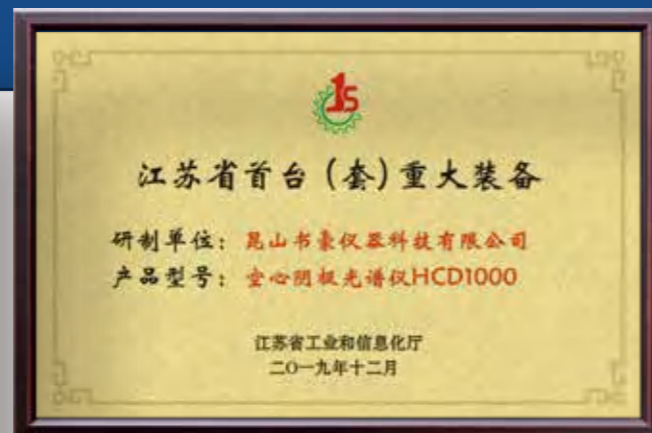 1S
江苏省首台（套）重大装备
研制单位：昆山书豪仪器科技有限公司
产品型号：空心阴极光谱仪HCD1000
江苏省工业和信息化厅
二〇一九年十二月